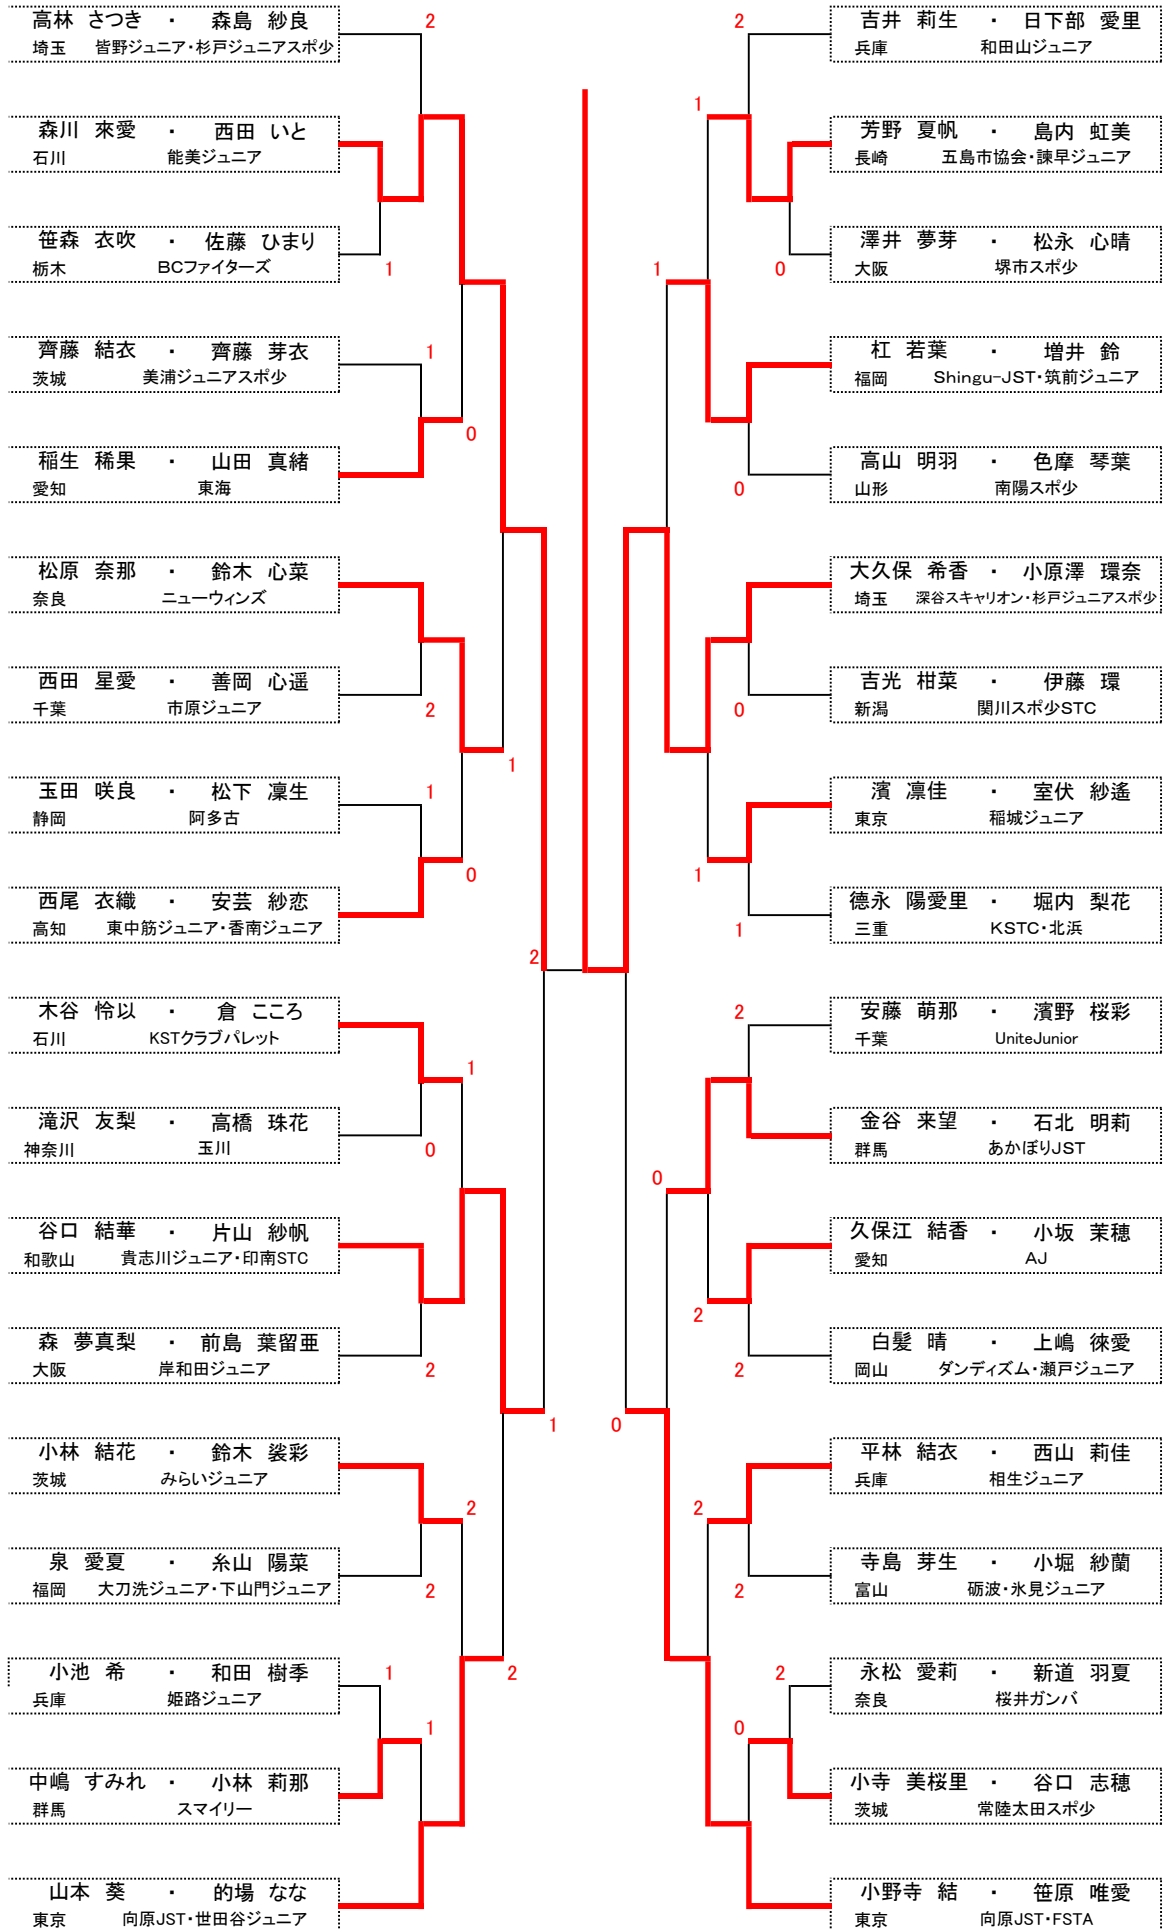 高林 さつき ・ 森島 紗良
埼玉 皆野ジュニア・杉戸ジュニアスポ少
2
森川 來愛 ・ 西田 いと
石川 能美ジュニア
笹森 衣吹 ・ 佐藤 ひまり
栃木 BCファイターズ
1
齊藤 結衣 ・ 齊藤 芽衣
茨城 美浦ジュニアスポ少
1
0
稲生 稀果 ・ 山田 真緒
愛知 東海
松原 奈那 ・ 鈴木 心菜
奈良 ニューウィンズ
西田 星愛 ・ 善岡 心遥
千葉 市原ジュニア
2
1
玉田 咲良 ・ 松下 凜生
静岡 阿多古
1
0
西尾 衣織 ・ 安芸 紗恋
高知 東中筋ジュニア・香南ジュニア
2
木谷 怜以 ・ 倉 こころ
石川 KSTクラブパレット
1
滝沢 友梨 ・ 高橋 珠花
神奈川 玉川
0
谷口 結華 ・ 片山 紗帆
和歌山 貴志川ジュニア・印南STC
森 夢真梨 ・ 前島 葉留亜
大阪 岸和田ジュニア
2
1
小林 結花 ・ 鈴木 裟彩
茨城 みらいジュニア
2
泉 愛夏 ・ 糸山 陽菜
福岡 大刀洗ジュニア・下山門ジュニア
2
小池 希 ・ 和田 樹季
兵庫 姫路ジュニア
1
2
1
中嶋 すみれ ・ 小林 莉那
群馬 スマイリー
山本 葵 ・ 的場 なな
東京 向原JST・世田谷ジュニア
2
吉井 莉生 ・ 日下部 愛里
兵庫 和田山ジュニア
1
芳野 夏帆 ・ 島内 虹美
長崎 五島市協会・諫早ジュニア
澤井 夢芽 ・ 松永 心晴
大阪 堺市スポ少
1
0
杠 若葉 ・ 増井 鈴
福岡 Shingu-JST・筑前ジュニア
高山 明羽 ・ 色摩 琴葉
山形 南陽スポ少
0
大久保 希香 ・ 小原澤 環奈
埼玉 深谷スキャリオン・杉戸ジュニアスポ少
吉光 柑菜 ・ 伊藤 環
新潟 関川スポ少STC
0
濱 凛佳 ・ 室伏 紗遙
東京 稲城ジュニア
1
德永 陽愛里 ・ 堀内 梨花
三重 KSTC・北浜
1
2
安藤 萌那 ・ 濱野 桜彩
千葉 UniteJunior
金谷 来望 ・ 石北 明莉
群馬 あかぼりJST
0
久保江 結香 ・ 小坂 茉穂
愛知 AJ
2
白髪 晴 ・ 上嶋 徠愛
岡山 ダンディズム・瀬戸ジュニア
2
0
平林 結衣 ・ 西山 莉佳
兵庫 相生ジュニア
2
寺島 芽生 ・ 小堀 紗蘭
富山 砺波・氷見ジュニア
2
永松 愛莉 ・ 新道 羽夏
奈良 桜井ガンバ
2
0
小寺 美桜里 ・ 谷口 志穂
茨城 常陸太田スポ少
小野寺 結 ・ 笹原 唯愛
東京 向原JST・FSTA